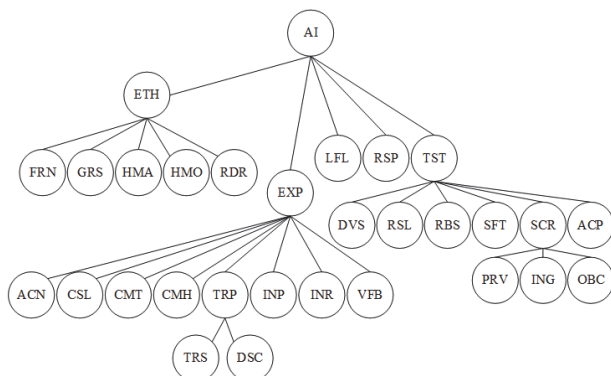 AI
ETH
FRN GRS HMA HMO RDR
LFL RSP TST
EXP
DVS RSL RBS SFT SCR ACP
PRV ING OBC
ACN CSL CMT CMH TRP INP INR VFB
TRS DSC